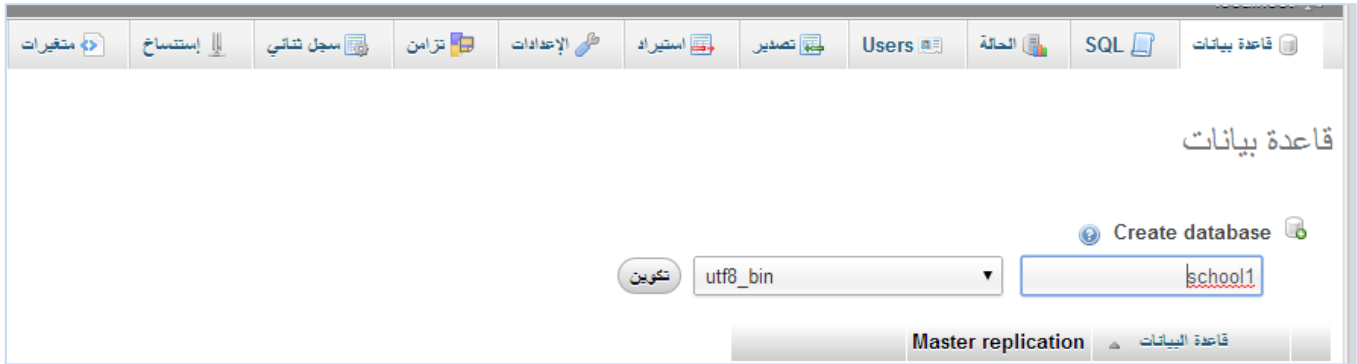 قاعدة بيانات SQL الحالة Users تصدير استيراد الإعدادات تزامن سجل ثنائي إستنساخ متغيرات
قاعدة بيانات
Create database
school1 utf8_bin تكوين
قاعدة البيانات Master replication